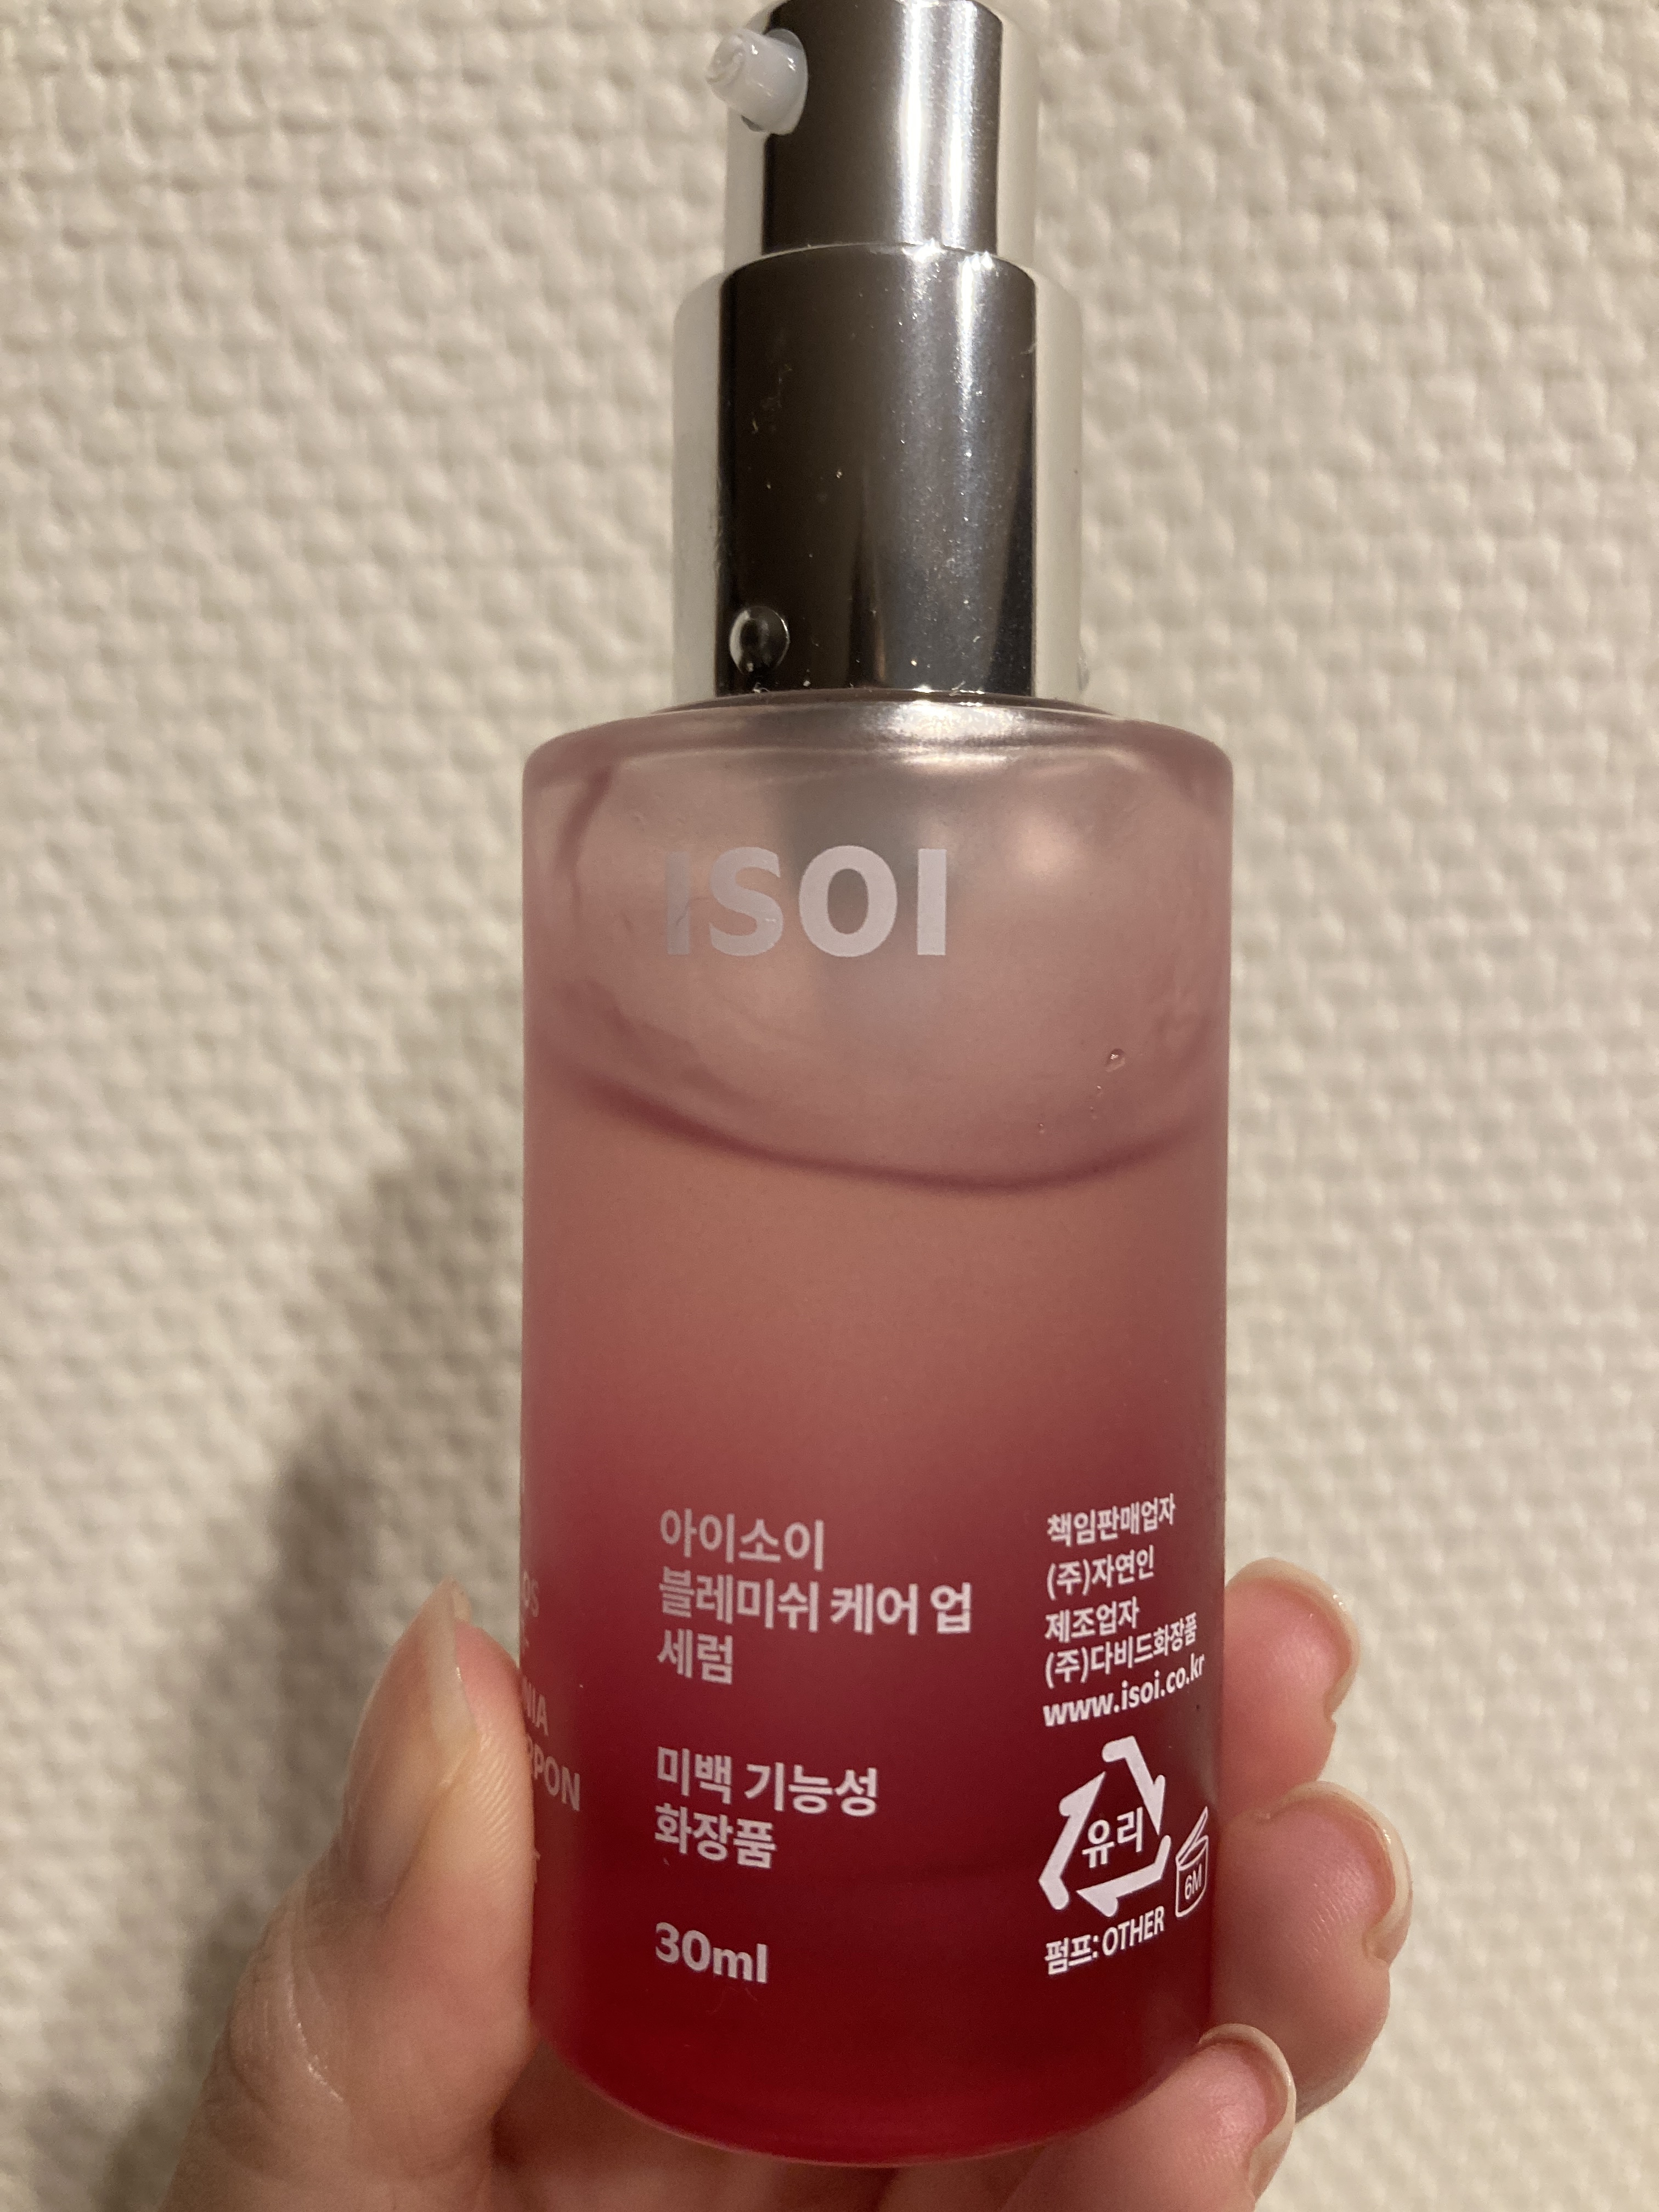 ISOI
아이소이
블레미쉬 케어 업
세럼
미백 기능성
화장품
30ml
책임판매업자
(주)자연인
제조업자
(주)다비드화장품
www.isoi.co.kr
유리
6M
펌프: OTHER